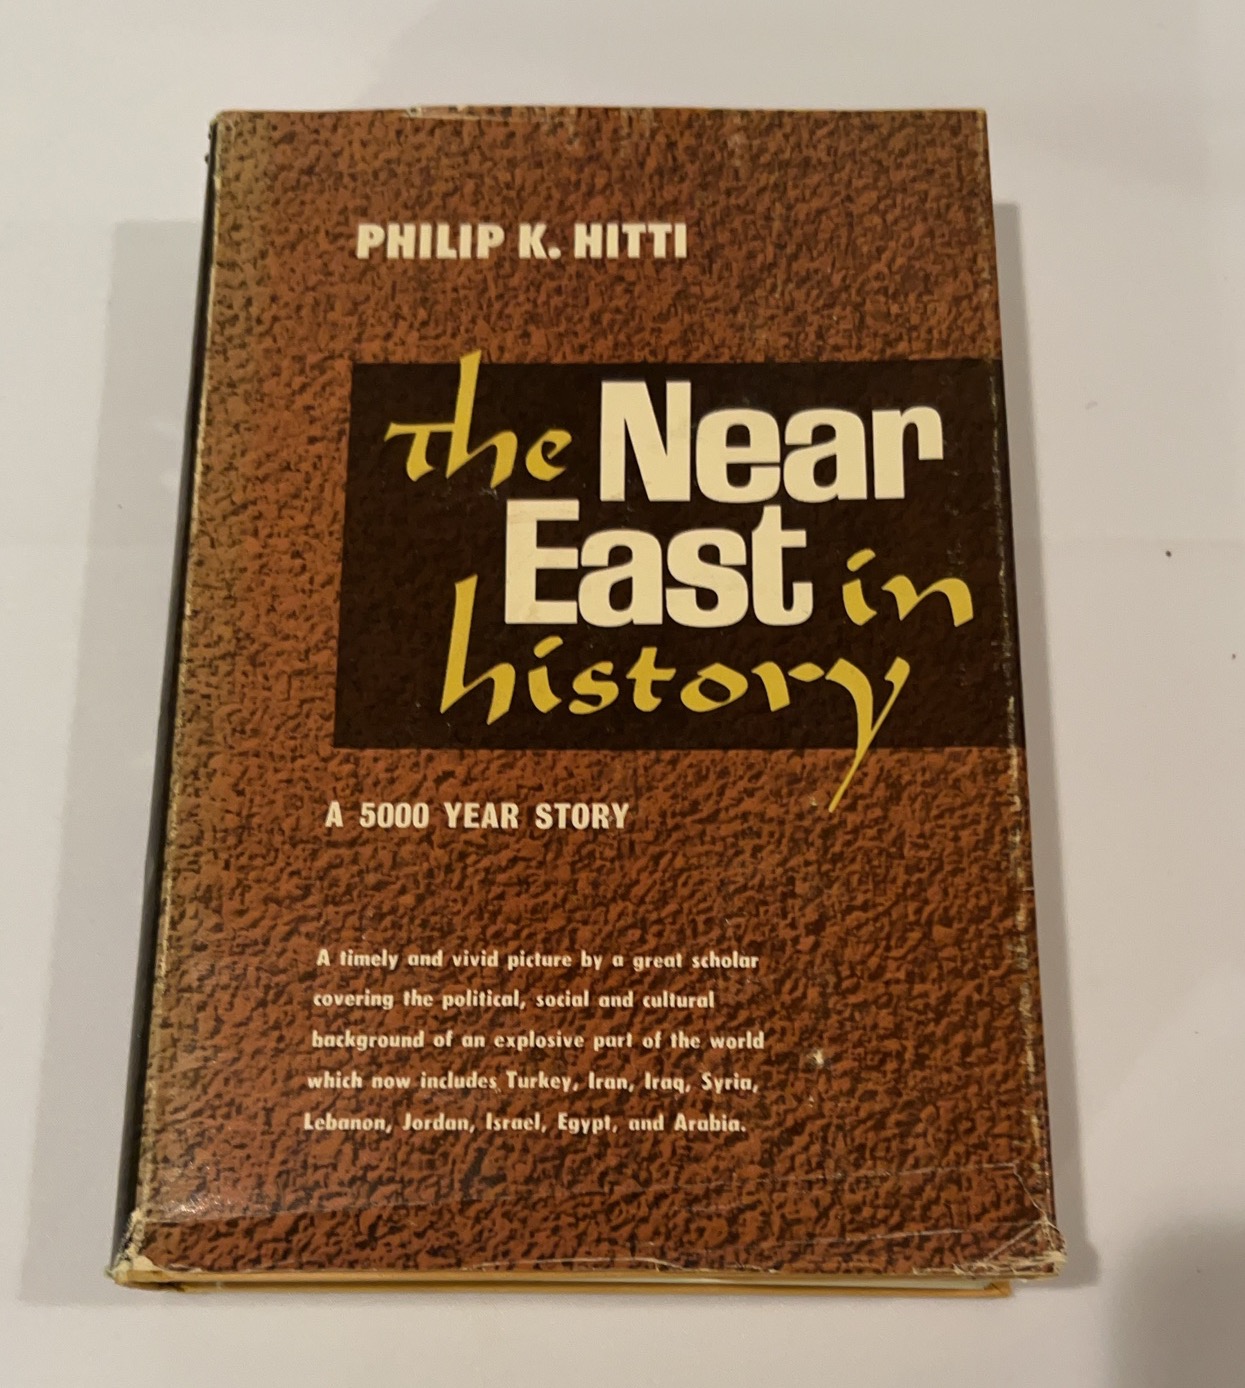 PHILIP K. HITTI
the Near
East in
history
A 5000 YEAR STORY
A timely and vivid picture by a great scholar
covering the political, social and cultural
background of an explosive part of the world
which now includes Turkey, Iran, Iraq, Syria,
Lebanon, Jordan, Israel, Egypt, and Arabia.